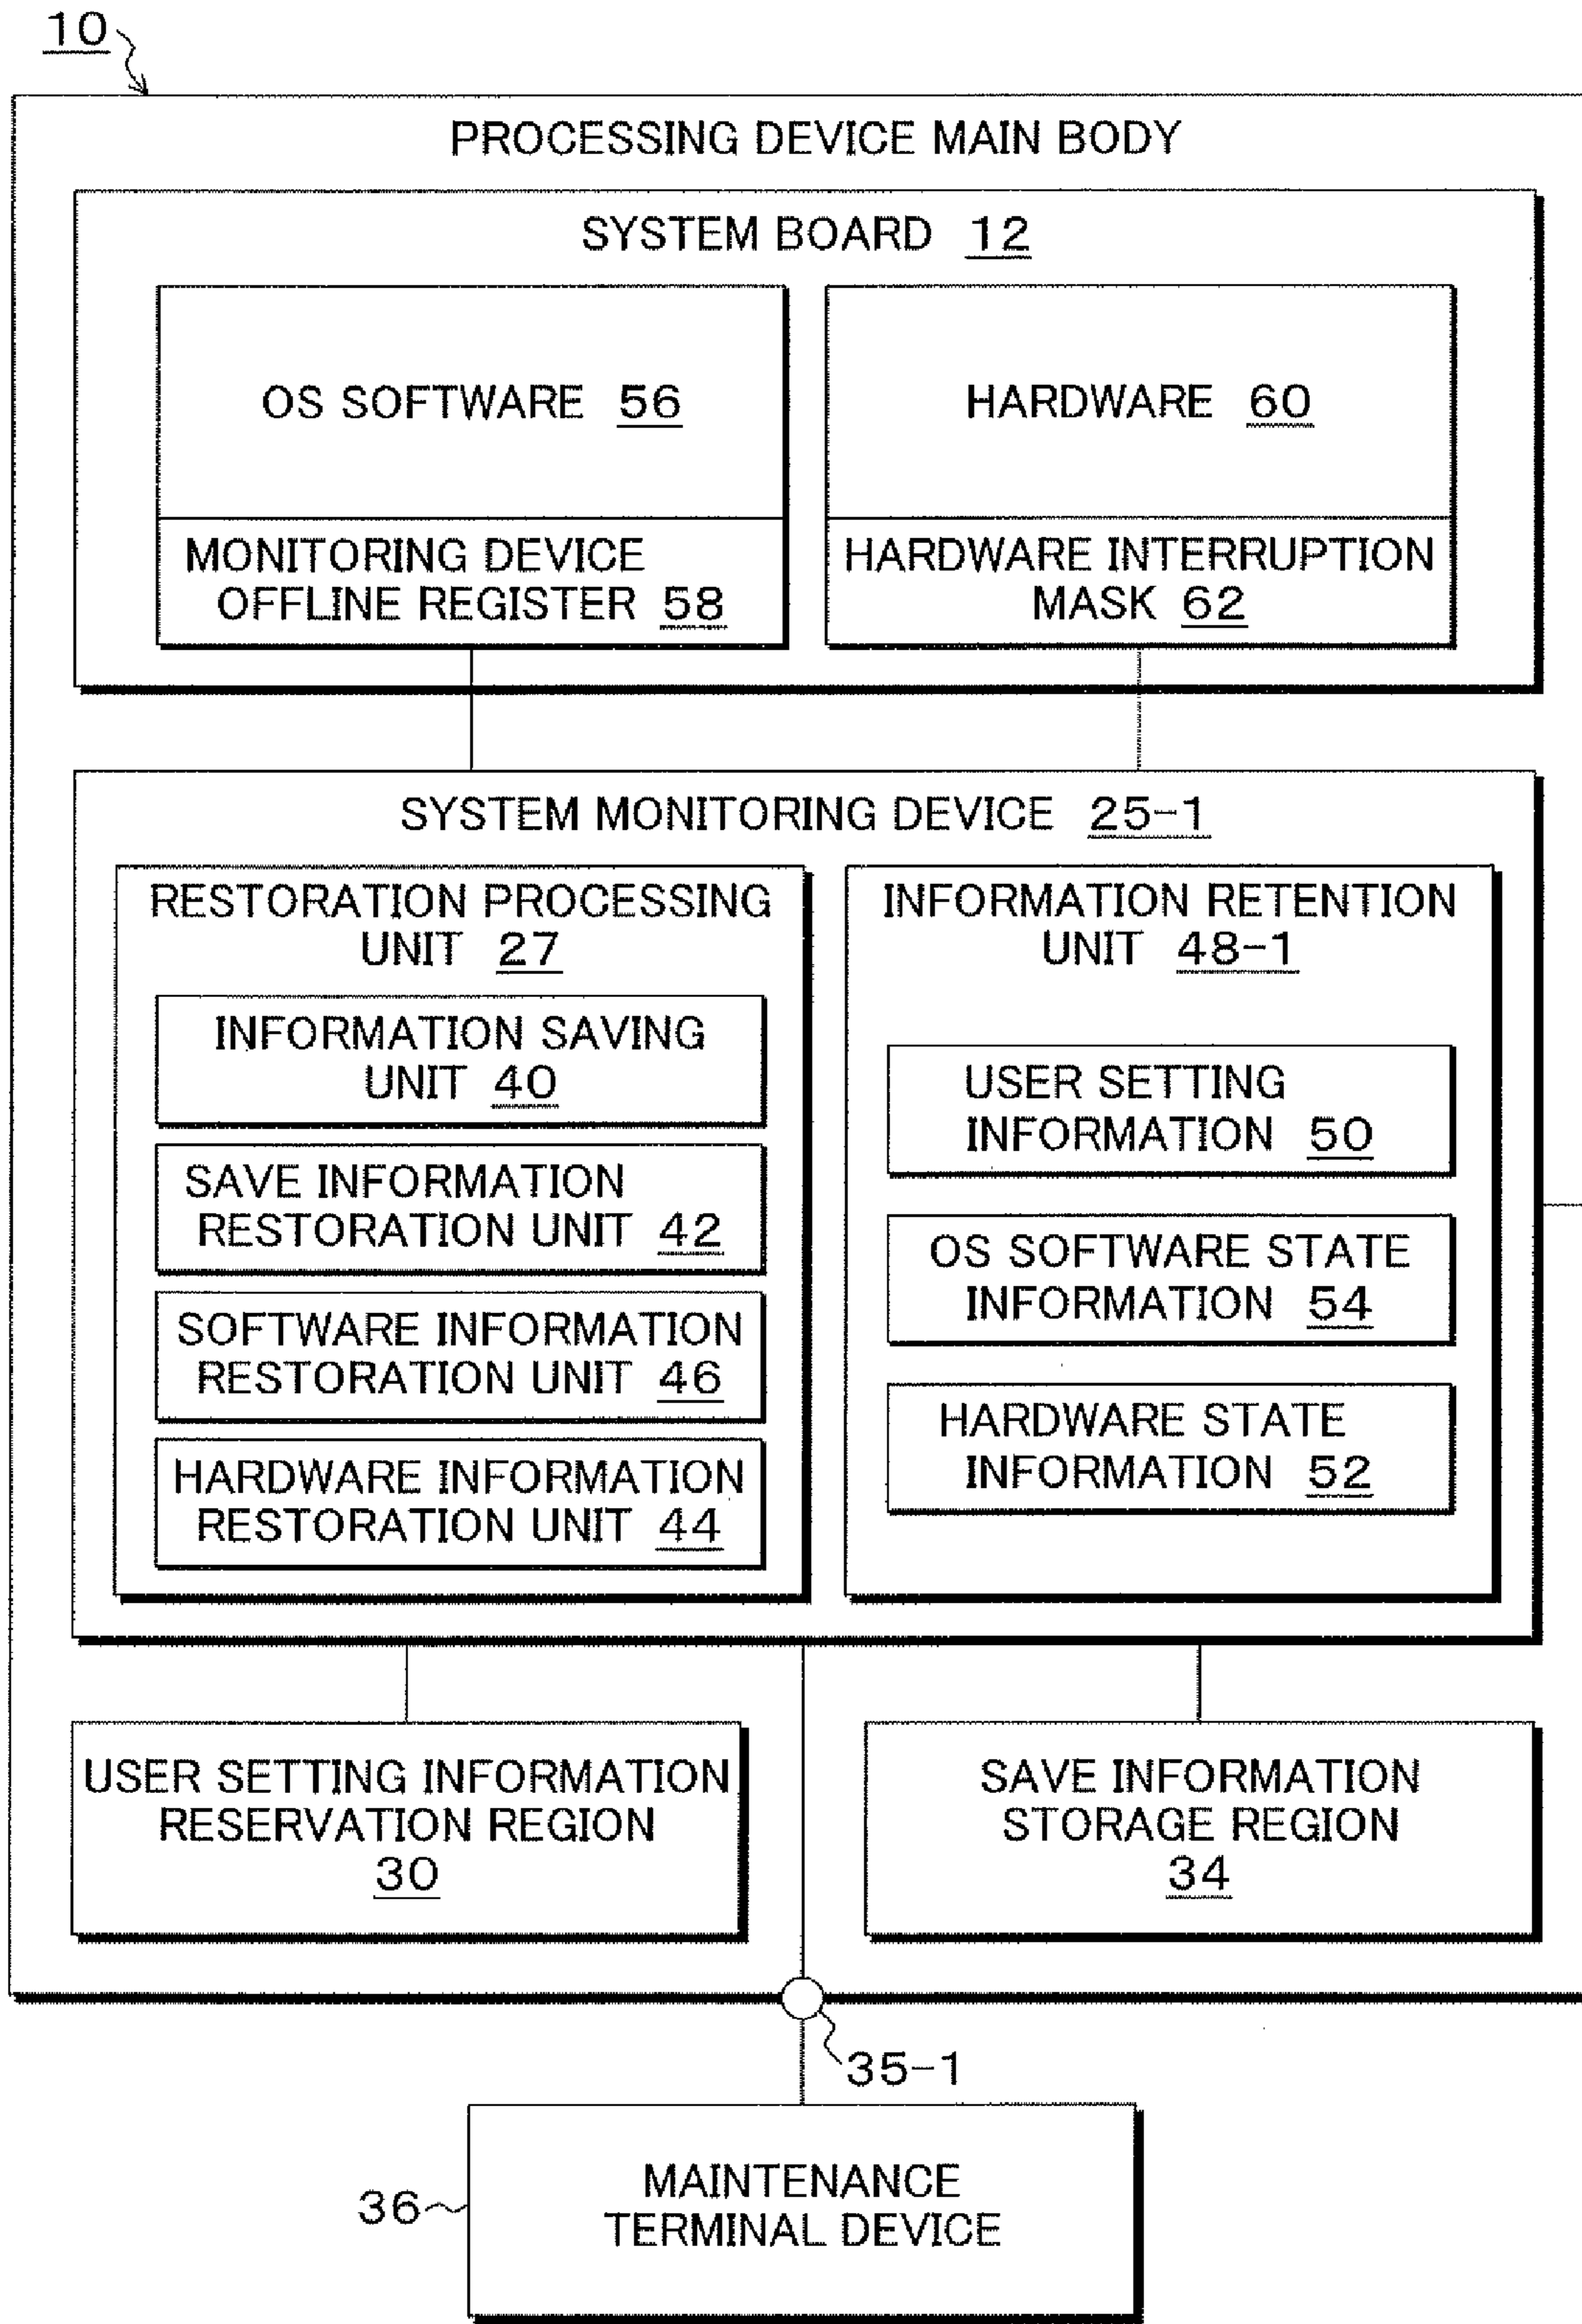 10
PROCESSING DEVICE MAIN BODY
SYSTEM BOARD 12
OS SOFTWARE 56
MONITORING DEVICE
OFFLINE REGISTER 58
HARDWARE 60
HARDWARE INTERRUPTION
MASK 62
SYSTEM MONITORING DEVICE 25-1
RESTORATION PROCESSING
UNIT 27
INFORMATION SAVING
UNIT 40
SAVE INFORMATION
RESTORATION UNIT 42
SOFTWARE INFORMATION
RESTORATION UNIT 46
HARDWARE INFORMATION
RESTORATION UNIT 44
INFORMATION RETENTION
UNIT 48-1
USER SETTING
INFORMATION 50
OS SOFTWARE STATE
INFORMATION 54
HARDWARE STATE
INFORMATION 52
USER SETTING INFORMATION
RESERVATION REGION
30
SAVE INFORMATION
STORAGE REGION
34
35-1
36
MAINTENANCE
TERMINAL DEVICE